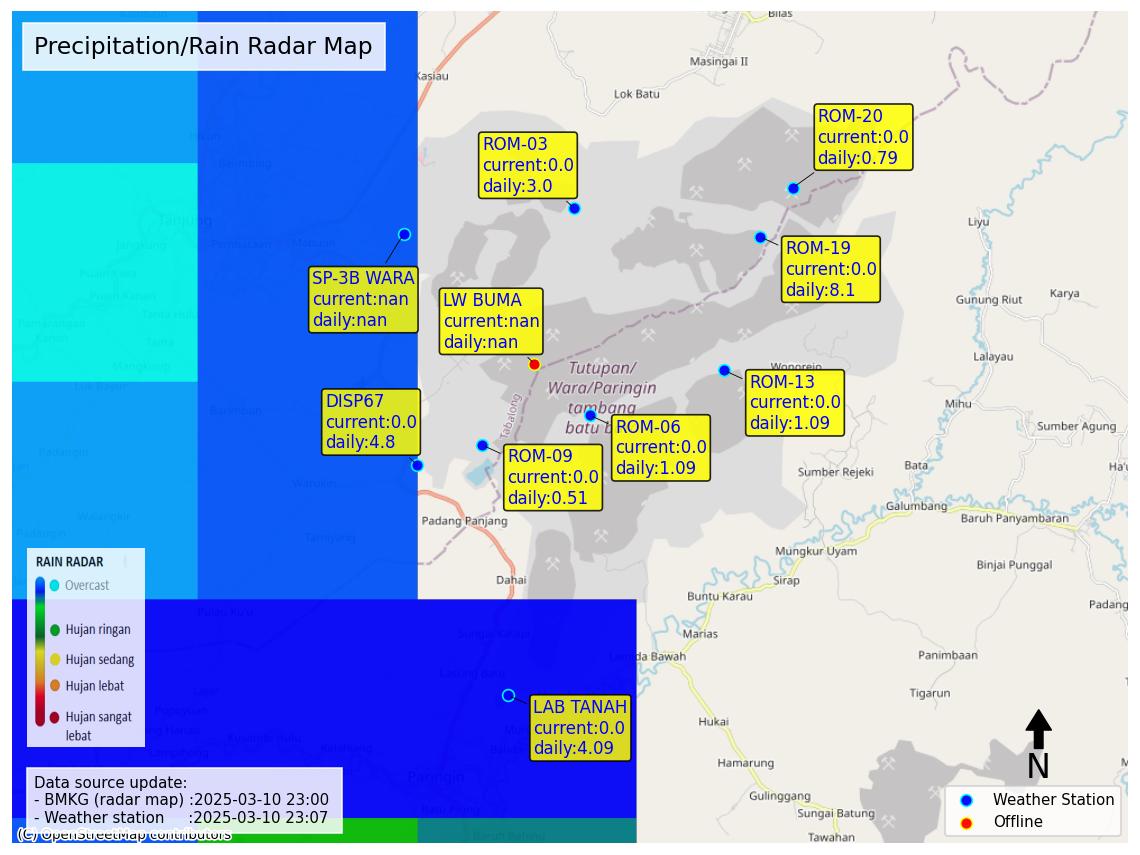 Precipitation/Rain Radar Map
Bilas
Masingai II
Kasiau
Lok Batu
ROM-20
current:0.0
daily:0.79
ROM-03
current:0.0
daily:3.0
Tanjung
Liyu
ROM-19
current:0.0
daily:8.1
SP-3B WARA
current:nan
daily:nan
LW BUMA
current:nan
daily:nan
Gunung Riut
Karya
Lalayau
Wonorejo
Tutupan/
Wara/Paringin
tambang
batu b
Tabalong
ROM-13
current:0.0
daily:1.09
DISP67
current:0.0
daily:4.8
ROM-06
current:0.0
daily:1.09
ROM-09
current:0.0
daily:0.51
Mihu
Sumber Agung
Bata
Ha'u
Sumber Rejeki
Galumbang
Baruh Panyambaran
Padang Panjang
Mungkur Uyam
Binjai Punggal
Dahai
Sirap
Buntu Karau
Padang
Marias
Panimbaan
Tigarun
Hukai
Hamarung
Gulinggang
Sungai Batung
Tawahan
RAIN RADAR
Overcast
Hujan ringan
Hujan sedang
Hujan lebat
Hujan sangat
lebat
LAB TANAH
current:0.0
daily:4.09
Paringin
Data source update:
- BMKG (radar map) :2025-03-10 23:00
- Weather station :2025-03-10 23:07
(C) OpenStreetMap contributors
N
Weather Station
Offline